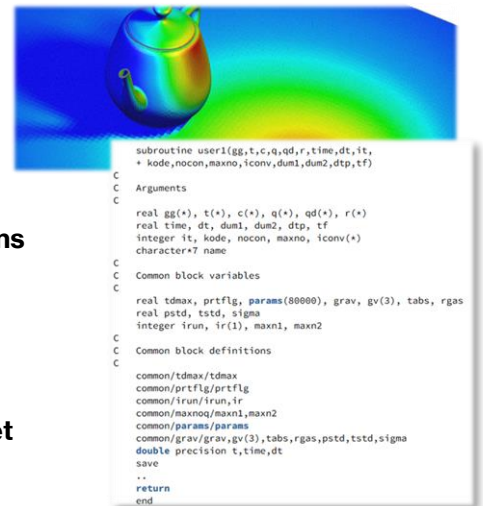 subroutine user1(gg,t,c,q,qd,r,time,dt,it,
+ kode,nocon,maxno,iconv,dum1,dum2,dtp,tf)
C
C Arguments
C
real gg(*), t(*), c(*), q(*), qd(*), r(*)
real time, dt, dum1, dum2, dtp, tf
integer it, kode, nocon, maxno, iconv(*)
character*7 name
C
C Common block variables
C
real tdmax, prtflg, params(80000), grav, gv(3), tabs, rgas
real pstd, tstd, sigma
integer irun, ir(1), maxn1, maxn2
C
C Common block definitions
C
common/tdmax/tdmax
common/prtflg/prtflg
common/irun/irun,ir
common/maxnoq/maxn1,maxn2
common/params/params
common/grav/grav,gv(3),tabs,rgas,pstd,tstd,sigma
double precision t,time,dt
save
..
return
end
ns
et